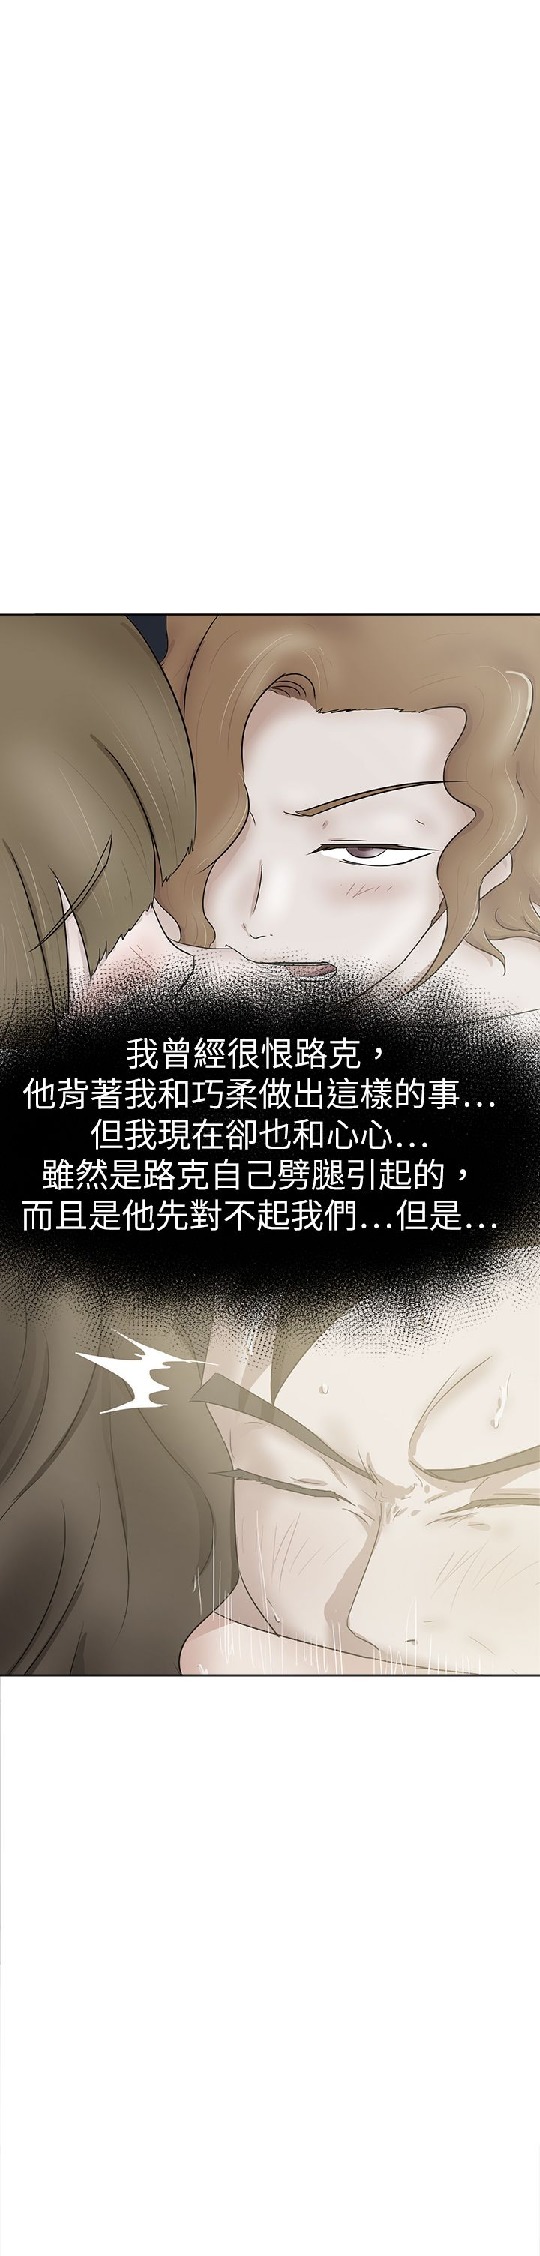 我曾經很恨路克，
他背著我和巧柔做出這樣的事...
但我現在卻也和心心...
雖然是路克自己劈腿引起的，
而且是他先對不起我們...但是...